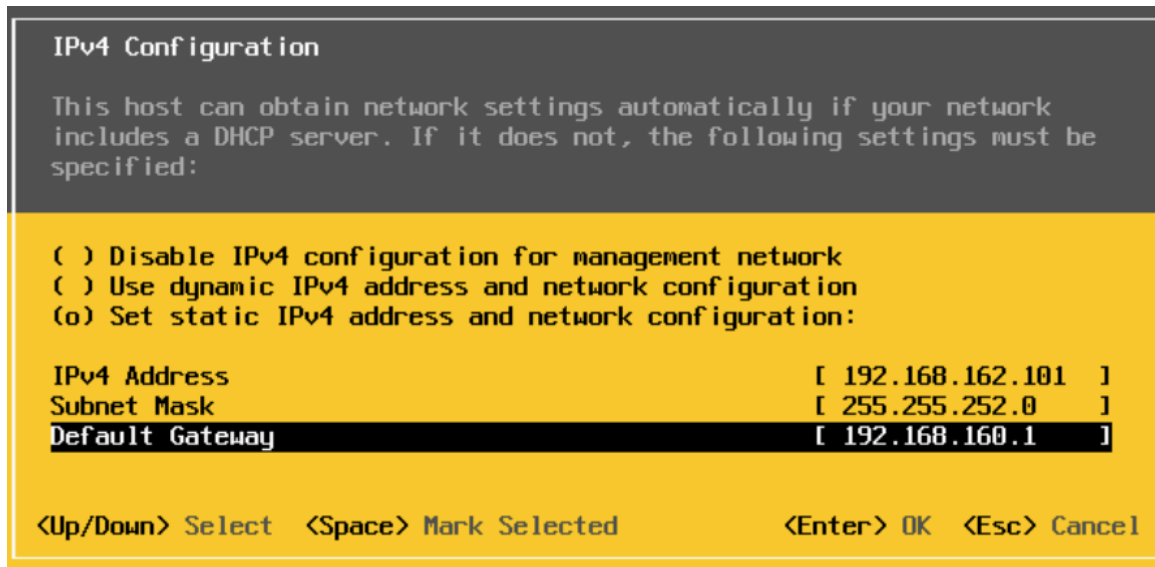 IPv4 Configuration
This host can obtain network settings automatically if your network
includes a DHCP server. If it does not, the following settings must be
specified:
( ) Disable IPv4 configuration for management network
( ) Use dynamic IPv4 address and network configuration
(o) Set static IPv4 address and network configuration:
IPv4 Address [ 192.168.162.101 ]
Subnet Mask [ 255.255.252.0 ]
Default Gateway [ 192.168.160.1 ]
<Up/Down> Select <Space> Mark Selected <Enter> OK <Esc> Cancel